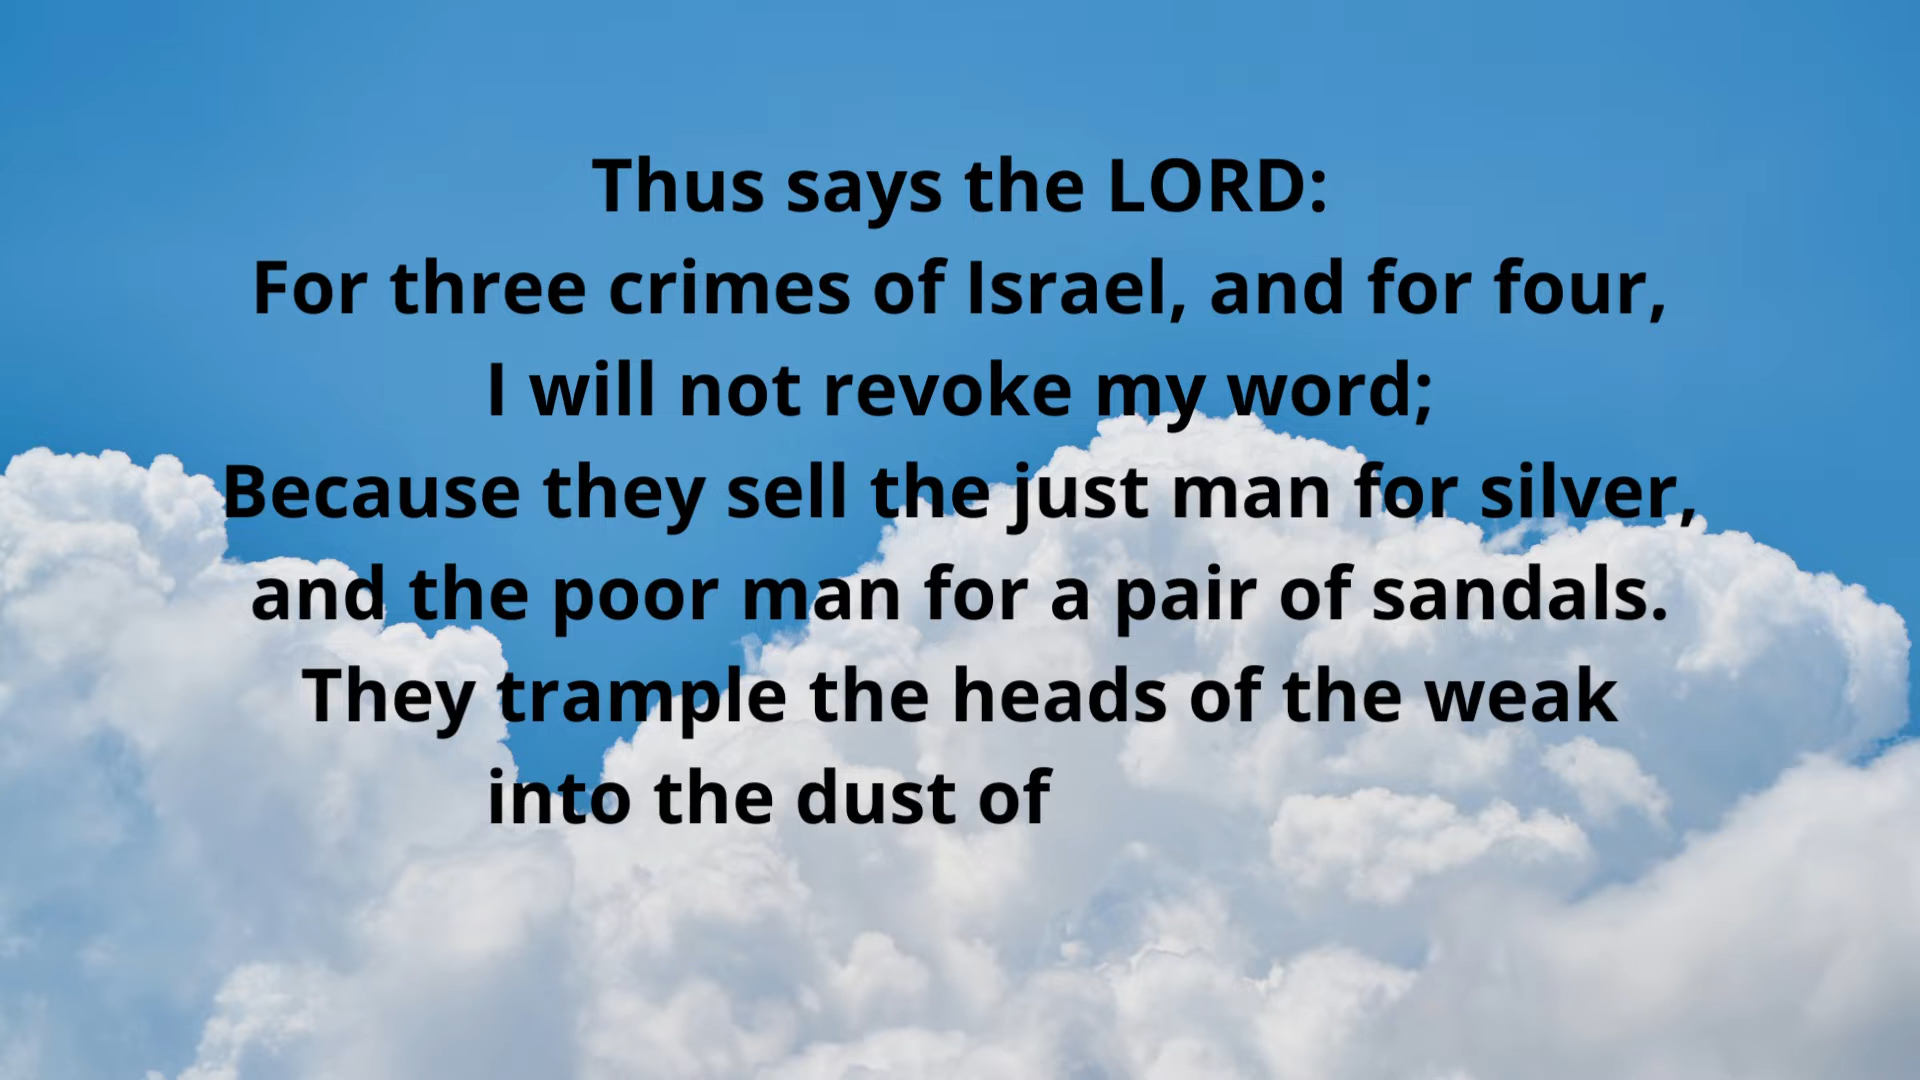 Thus says the LORD:
For three crimes of Israel, and for four,
I will not revoke my word;
Because they sell the just man for silver,
and the poor man for a pair of sandals.
They trample the heads of the weak
into the dust of